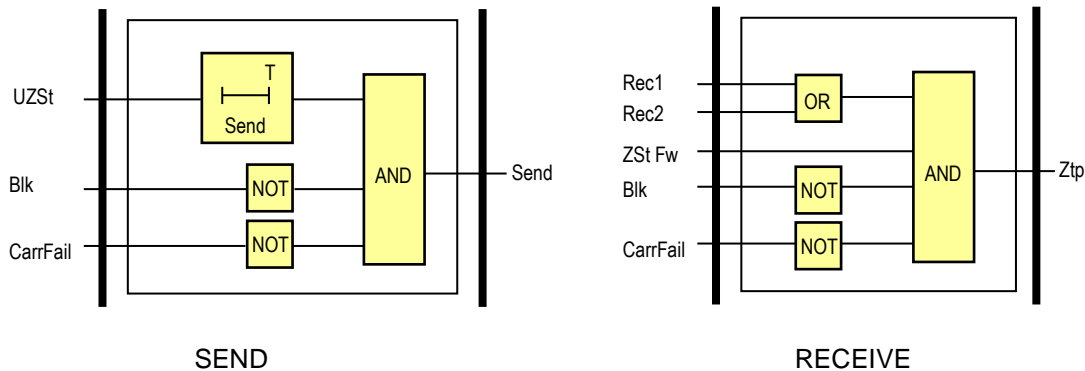 UZSt
T
Send
Blk
NOT
AND
Send
CarrFail
NOT
SEND
Rec1
Rec2
OR
ZSt Fw
Blk
NOT
AND
Ztp
CarrFail
NOT
RECEIVE